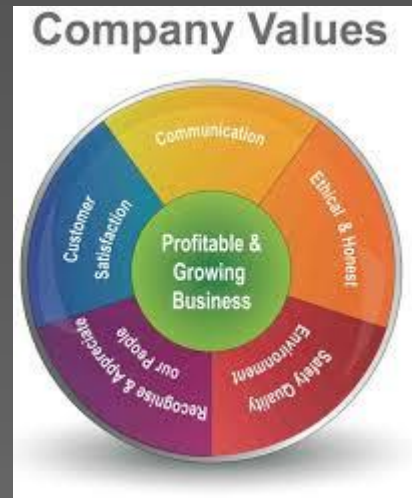 Company Values
Communication
Ethical & Honest
Safety Quality
Environment
Recognise & Appreciate
our People
Customer
Satisfaction
Profitable &
Growing
Business